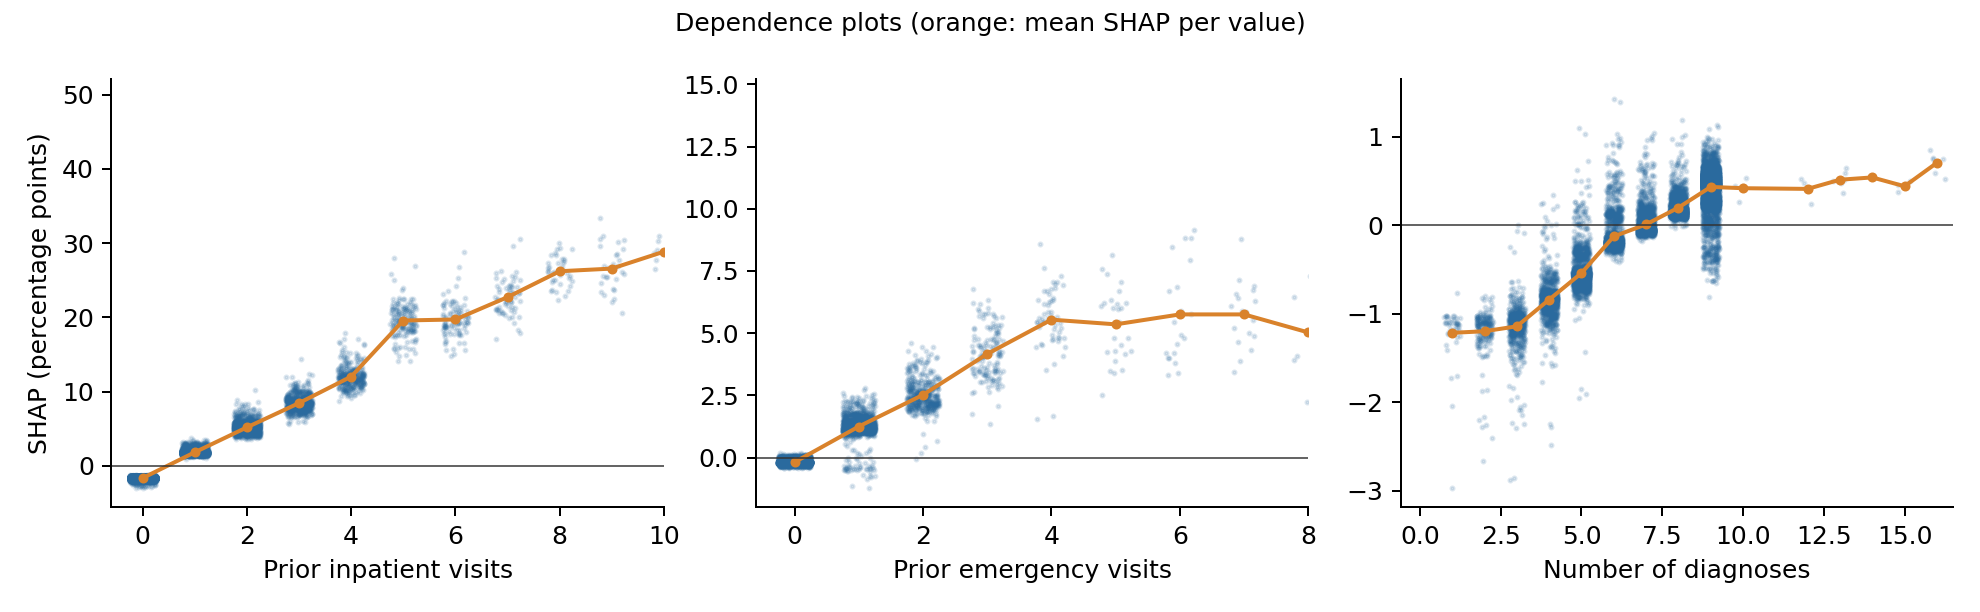 Dependence plots (orange: mean SHAP per value)
SHAP (percentage points)
50
40
30
20
10
0
0 2 4 6 8 10
Prior inpatient visits
15.0
12.5
10.0
7.5
5.0
2.5
0.0
0 2 4 6 8
Prior emergency visits
1
0
−1
−2
−3
0.0 2.5 5.0 7.5 10.0 12.5 15.0
Number of diagnoses